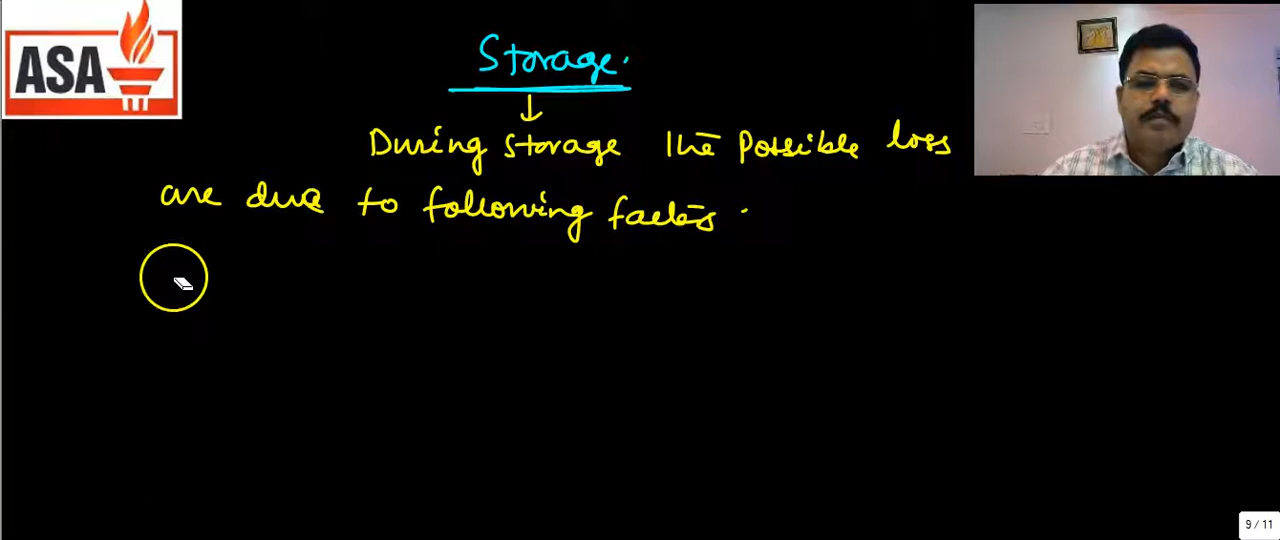 ASA
Storage.
During storage the possible loss
are due to following factors.
9 / 11